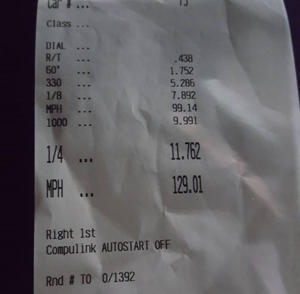 Car # ...
Class ...
DIAL ...
R/T ... .438
60' ... 1.752
330 ... 5.286
1/8 ... 7.892
MPH ... 99.14
1000 ... 9.991
1/4 ... 11.762
MPH ... 129.01
Right 1st
Compulink AUTOSTART OFF
Rnd # TO 0/1392